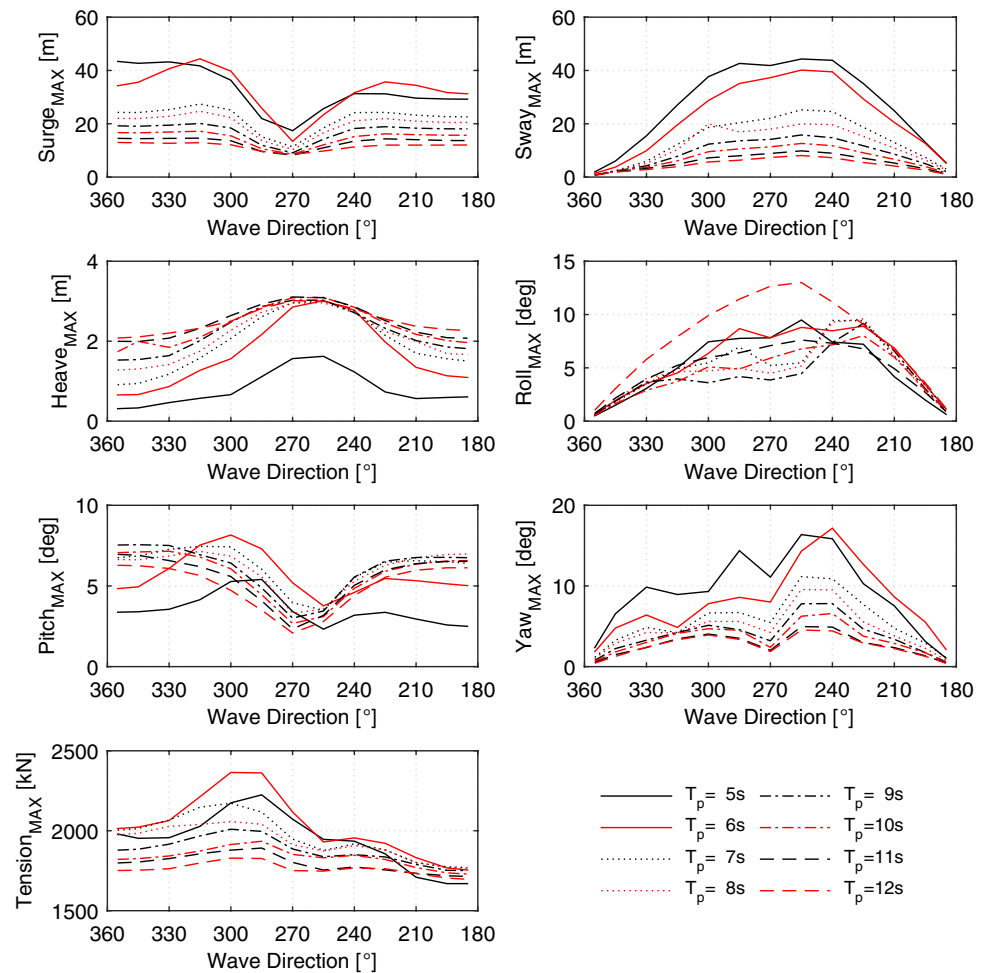 Surge_MAX [m]
60
40
20
0
360 330 300 270 240 210 180
Wave Direction [°]
Sway_MAX [m]
60
40
20
0
360 330 300 270 240 210 180
Wave Direction [°]
Heave_MAX [m]
4
2
0
360 330 300 270 240 210 180
Wave Direction [°]
Roll_MAX [deg]
15
10
5
0
360 330 300 270 240 210 180
Wave Direction [°]
Pitch_MAX [deg]
10
5
0
360 330 300 270 240 210 180
Wave Direction [°]
Yaw_MAX [deg]
20
10
0
360 330 300 270 240 210 180
Wave Direction [°]
Tension_MAX [kN]
2500
2000
1500
360 330 300 270 240 210 180
Wave Direction [°]
T_p= 5s
T_p= 6s
T_p= 7s
T_p= 8s
T_p= 9s
T_p=10s
T_p=11s
T_p=12s